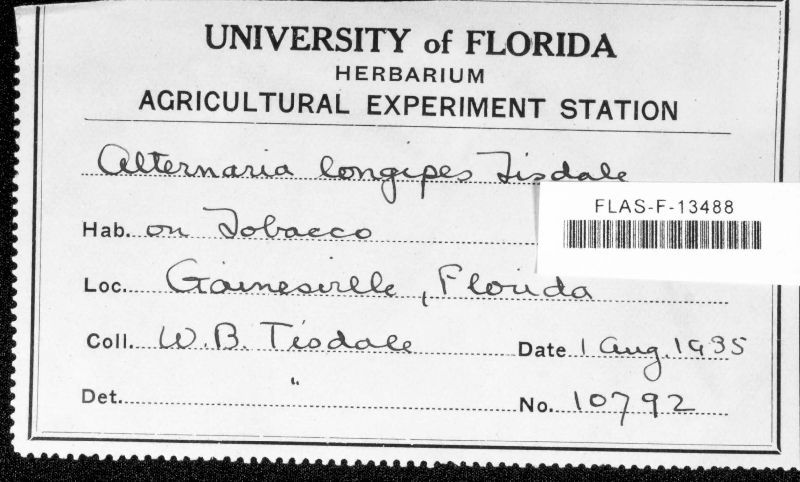 UNIVERSITY of FLORIDA
HERBARIUM
AGRICULTURAL EXPERIMENT STATION
Alternaria longipes Tisdale
FLAS-F-13488
Hab. on Tobacco
Loc. Gainesville, Florida
Coll. W.B. Tisdale Date 1 Aug. 1935
Det. " No. 10792